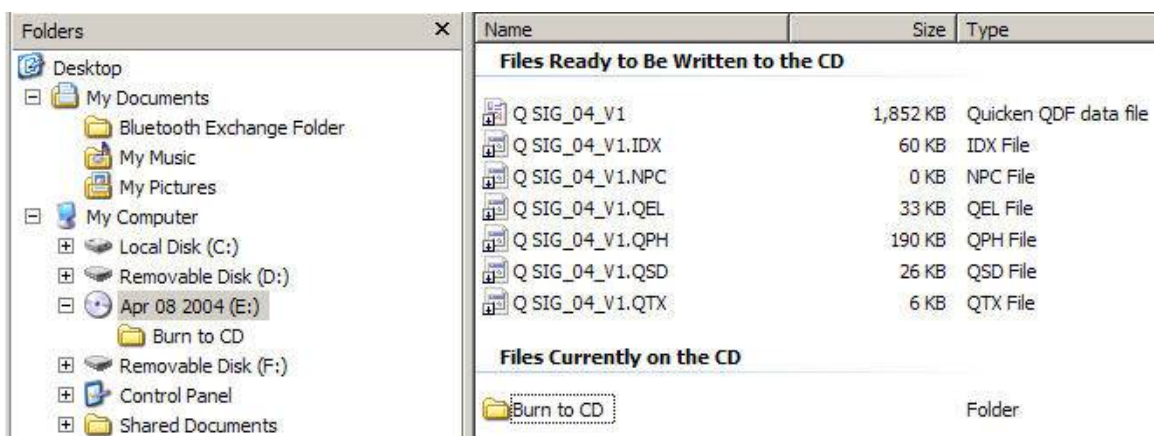 Folders
Desktop
My Documents
Bluetooth Exchange Folder
My Music
My Pictures
My Computer
Local Disk (C:)
Removable Disk (D:)
Apr 08 2004 (E:)
Burn to CD
Removable Disk (F:)
Control Panel
Shared Documents
Name Size Type
Files Ready to Be Written to the CD
Q SIG_04_V1 1,852 KB Quicken QDF data file
Q SIG_04_V1.IDX 60 KB IDX File
Q SIG_04_V1.NPC 0 KB NPC File
Q SIG_04_V1.QEL 33 KB QEL File
Q SIG_04_V1.QPH 190 KB QPH File
Q SIG_04_V1.QSD 26 KB QSD File
Q SIG_04_V1.QTX 6 KB QTX File
Files Currently on the CD
Burn to CD Folder